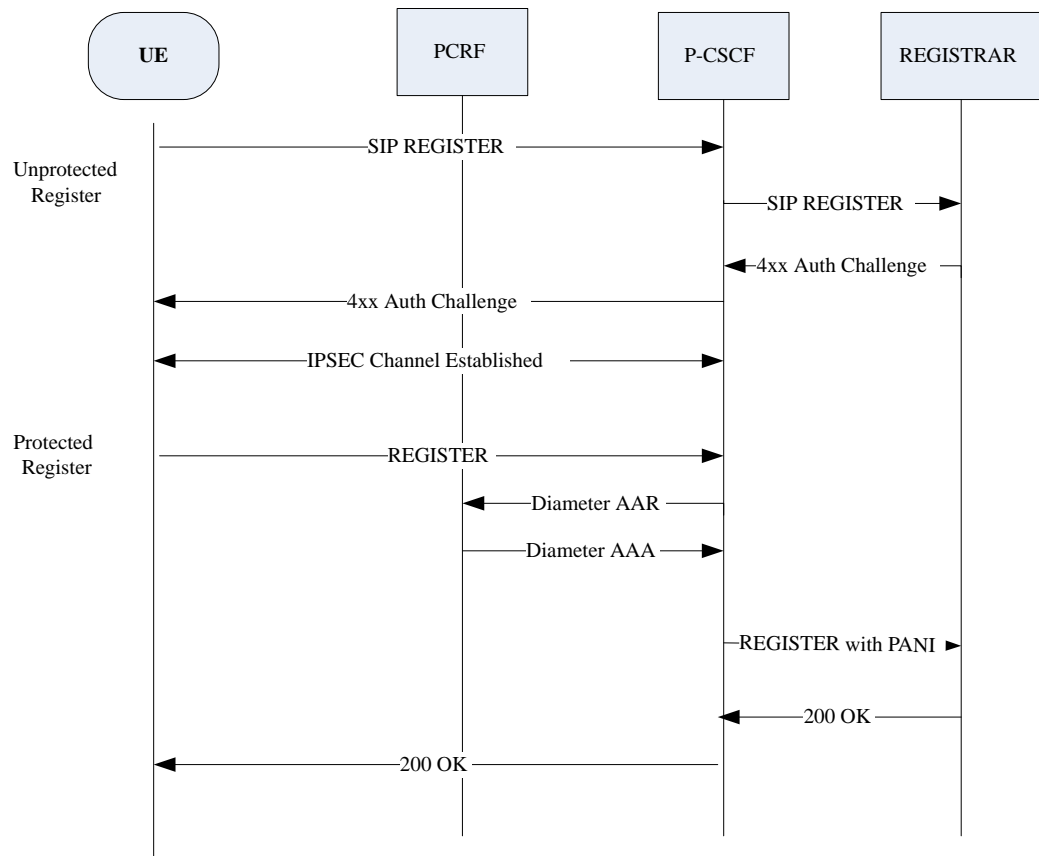 UE
PCRF
P-CSCF
REGISTRAR
SIP REGISTER
Unprotected
Register
SIP REGISTER
4xx Auth Challenge
4xx Auth Challenge
IPSEC Channel Established
Protected
Register
REGISTER
Diameter AAR
Diameter AAA
REGISTER with PANI
200 OK
200 OK